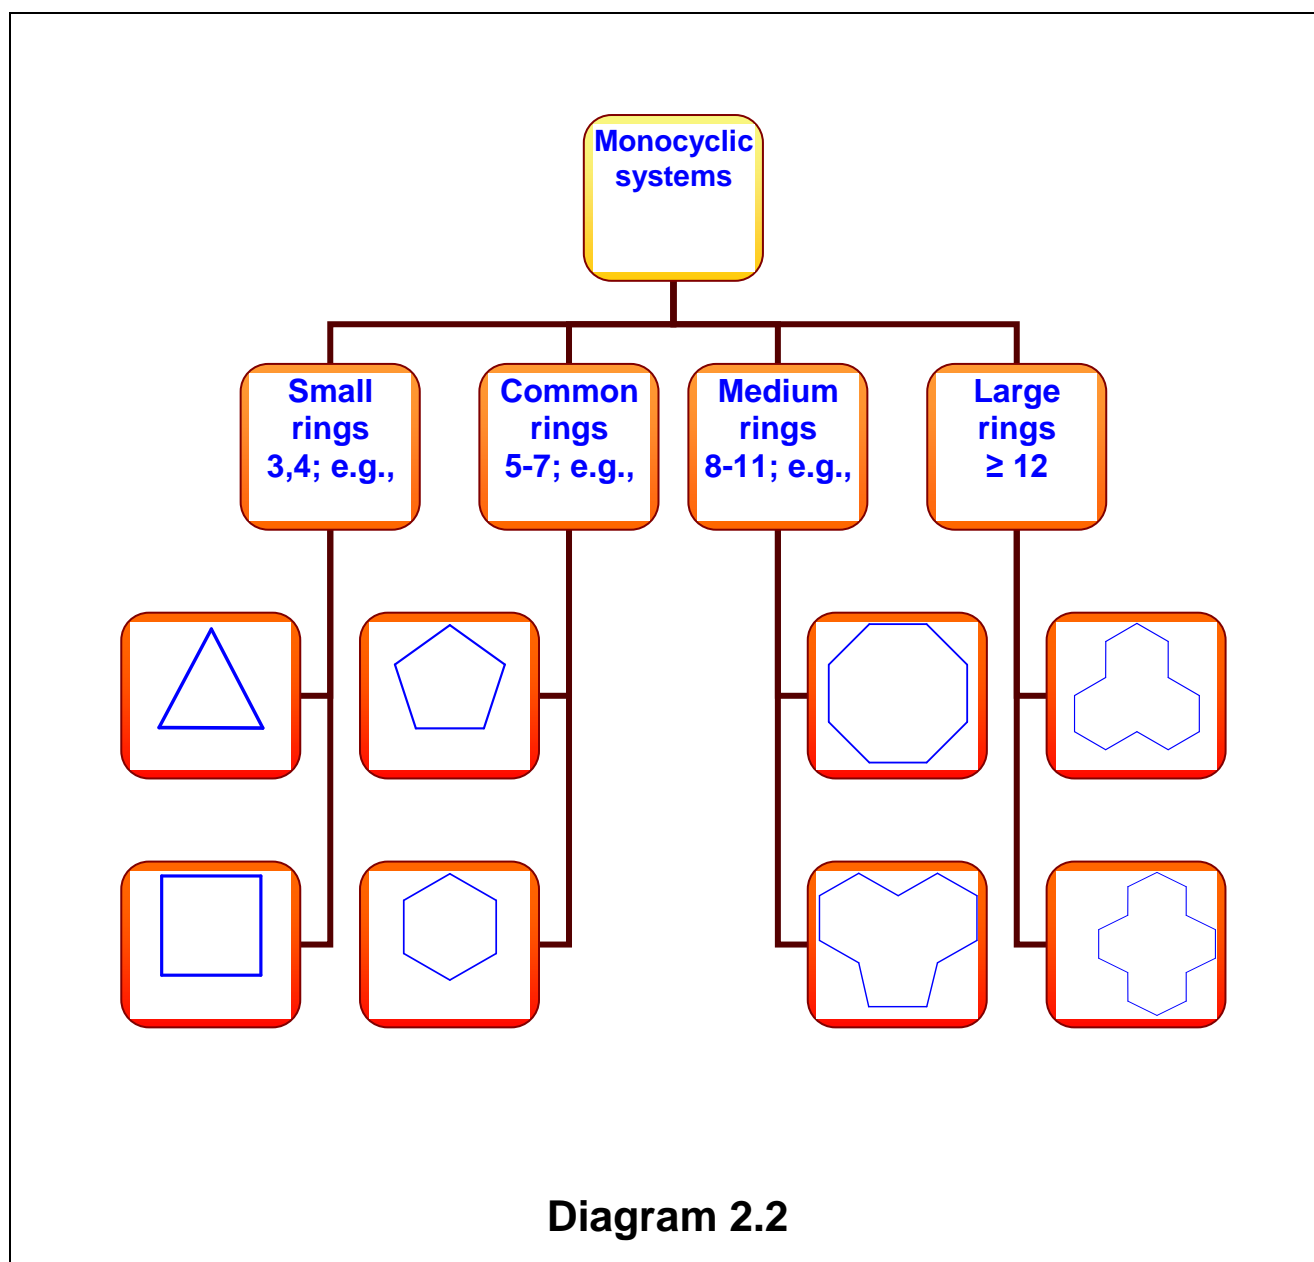 Monocyclic
systems
Small
rings
3,4; e.g.,
Common
rings
5-7; e.g.,
Medium
rings
8-11; e.g.,
Large
rings
≥ 12
Diagram 2.2